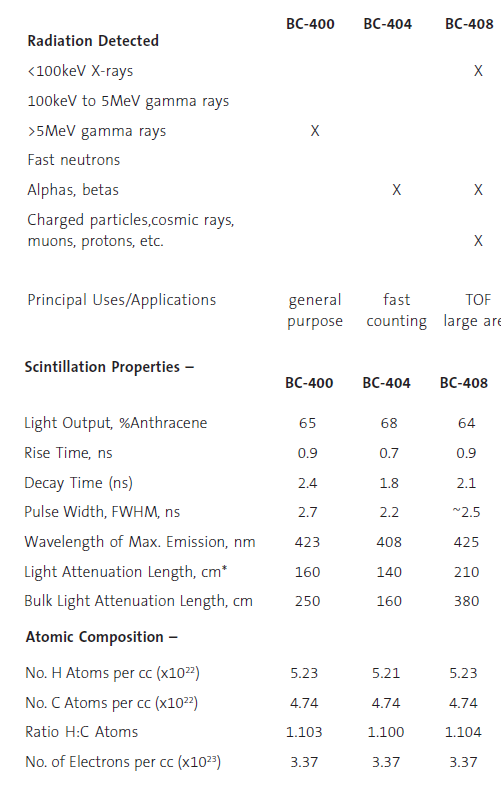 BC-400 BC-404 BC-408
Radiation Detected
<100keV X-rays X
100keV to 5MeV gamma rays
>5MeV gamma rays X
Fast neutrons
Alphas, betas X X
Charged particles,cosmic rays,
muons, protons, etc. X
Principal Uses/Applications general fast TOF
purpose counting large are
Scintillation Properties –
BC-400 BC-404 BC-408
Light Output, %Anthracene 65 68 64
Rise Time, ns 0.9 0.7 0.9
Decay Time (ns) 2.4 1.8 2.1
Pulse Width, FWHM, ns 2.7 2.2 ~2.5
Wavelength of Max. Emission, nm 423 408 425
Light Attenuation Length, cm* 160 140 210
Bulk Light Attenuation Length, cm 250 160 380
Atomic Composition –
No. H Atoms per cc (x10²²) 5.23 5.21 5.23
No. C Atoms per cc (x10²²) 4.74 4.74 4.74
Ratio H:C Atoms 1.103 1.100 1.104
No. of Electrons per cc (x10²³) 3.37 3.37 3.37